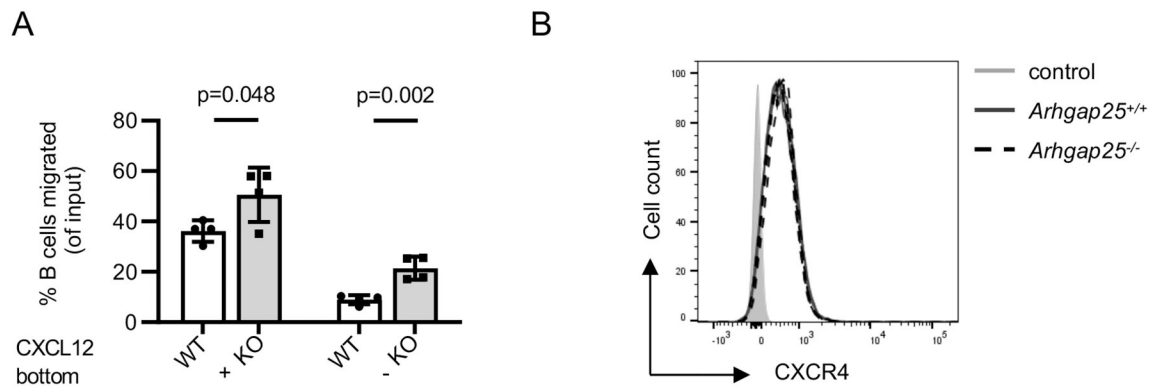 A
p=0.048 p=0.002
80
60
40
20
0
% B cells migrated
(of input)
WT KO WT KO
CXCL12
bottom
+ -
B
100
80
60
40
20
0
Cell count
-10³ 0 10³ 10⁴ 10⁵
CXCR4
control
Arhgap25+/+
Arhgap25-/-